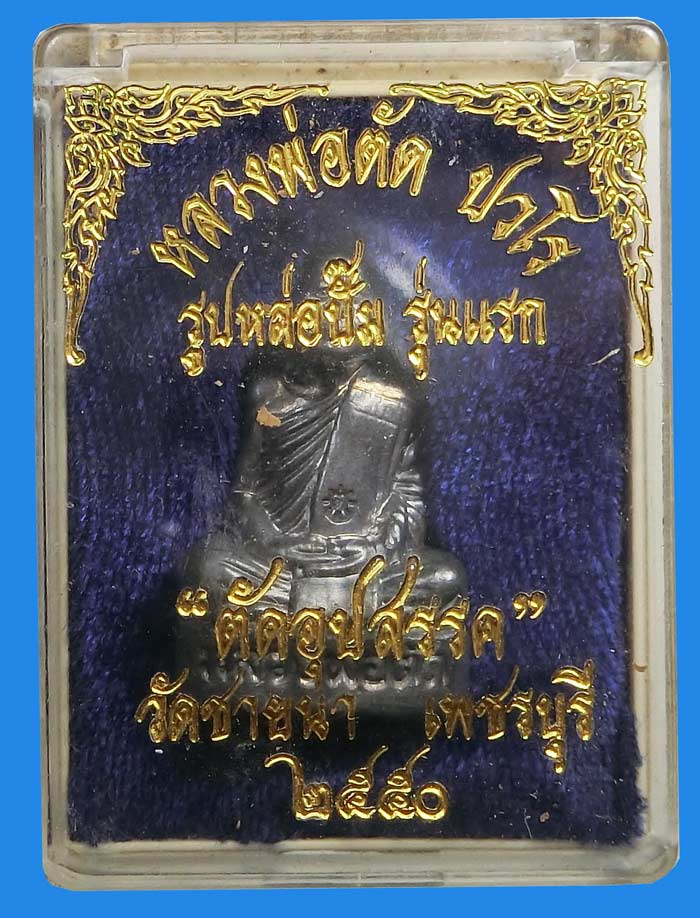 หลวงพ่อตัด ปวโร
รูปหล่อปั๊ม รุ่นแรก
“ตัดอุปสรรค”
วัดชายนา เพชรบุรี
๒๕๕๐